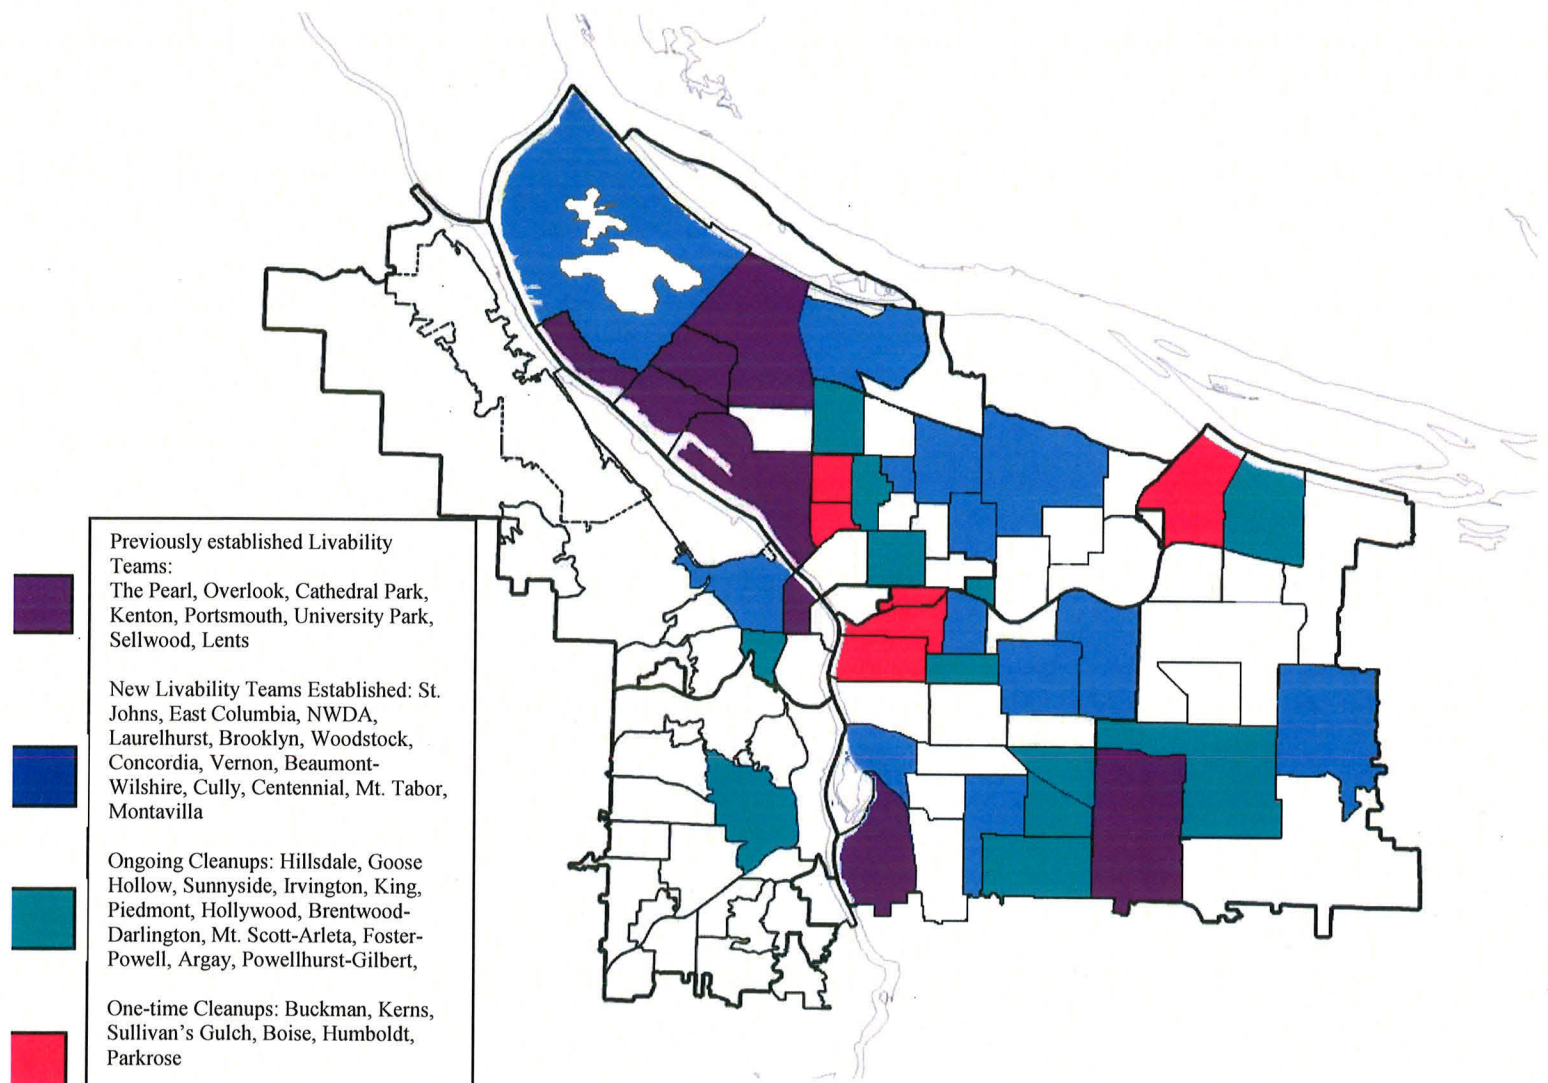 Previously established Livability
Teams:
The Pearl, Overlook, Cathedral Park,
Kenton, Portsmouth, University Park,
Sellwood, Lents
New Livability Teams Established: St.
Johns, East Columbia, NWDA,
Laurelhurst, Brooklyn, Woodstock,
Concordia, Vernon, Beaumont-
Wilshire, Cully, Centennial, Mt. Tabor,
Montavilla
Ongoing Cleanups: Hillsdale, Goose
Hollow, Sunnyside, Irvington, King,
Piedmont, Hollywood, Brentwood-
Darlington, Mt. Scott-Arleta, Foster-
Powell, Argay, Powellhurst-Gilbert,
One-time Cleanups: Buckman, Kerns,
Sullivan's Gulch, Boise, Humboldt,
Parkrose